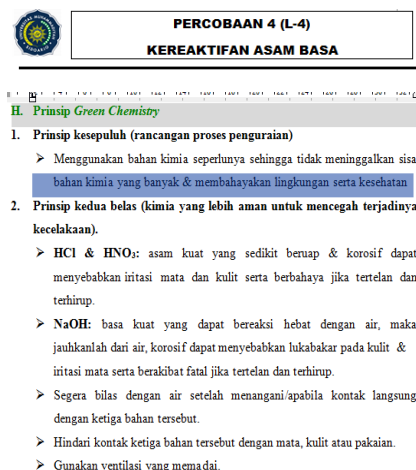 PERCOBAAN 4 (L-4)
KEREAKTIFAN ASAM BASA
H. Prinsip Green Chemistry
1. Prinsip kesepuluh (rancangan proses penguraian)
➢ Menggunakan bahan kimia seperlunya sehingga tidak meninggalkan sisa
bahan kimia yang banyak & membahayakan lingkungan serta kesehatan
2. Prinsip kedua belas (kimia yang lebih aman untuk mencegah terjadinya
kecelakaan).
➢ HCl & HNO₃: asam kuat yang sedikit beruap & korosif dapat
menyebabkan iritasi mata dan kulit serta berbahaya jika tertelan dan
terhirup.
➢ NaOH: basa kuat yang dapat bereaksi hebat dengan air, maka
jauhkanlah dari air, korosif dapat menyebabkan lukabakar pada kulit &
iritasi mata serta berakibat fatal jika tertelan dan terhirup.
➢ Segera bilas dengan air setelah menangani/apabila kontak langsung
dengan ketiga bahan tersebut.
➢ Hindari kontak ketiga bahan tersebut dengan mata, kulit atau pakaian.
➢ Gunakan ventilasi yang memadai.